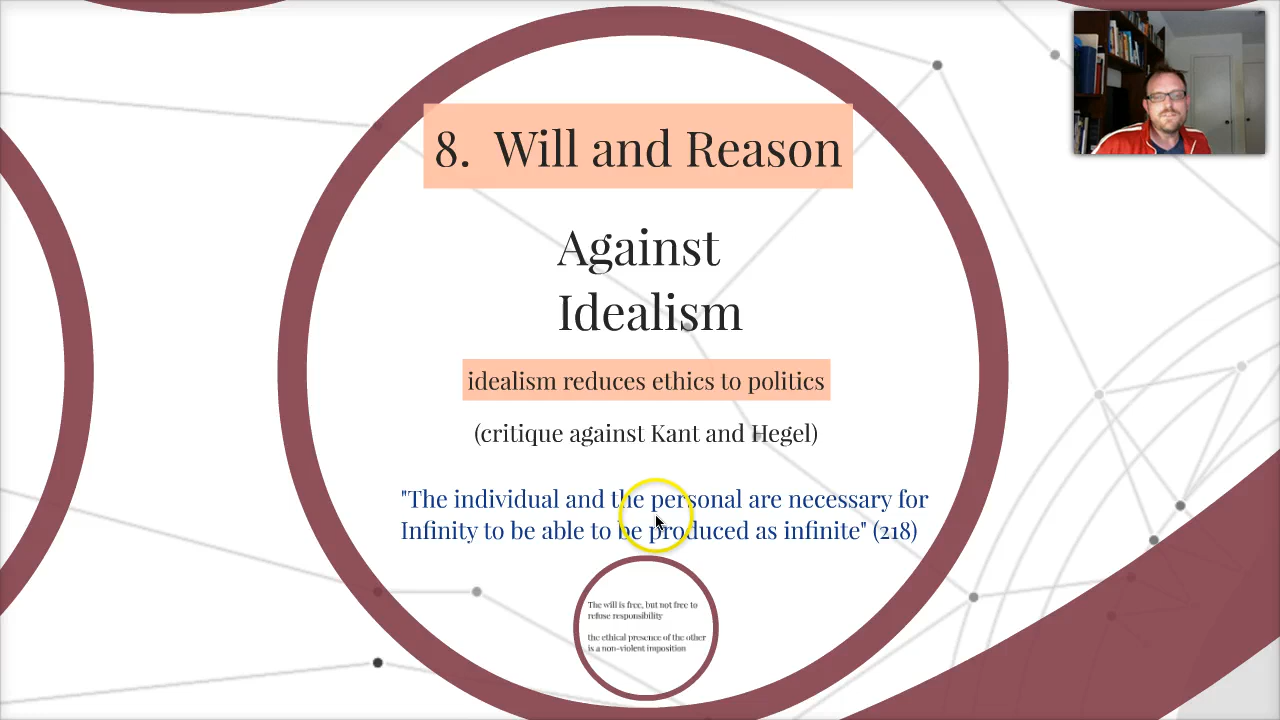 8. Will and Reason
Against
Idealism
idealism reduces ethics to politics
(critique against Kant and Hegel)
"The individual and the personal are necessary for
Infinity to be able to be produced as infinite" (218)
The will is free, but not free to
refuse responsibility
the ethical presence of the other
is a non-violent imposition